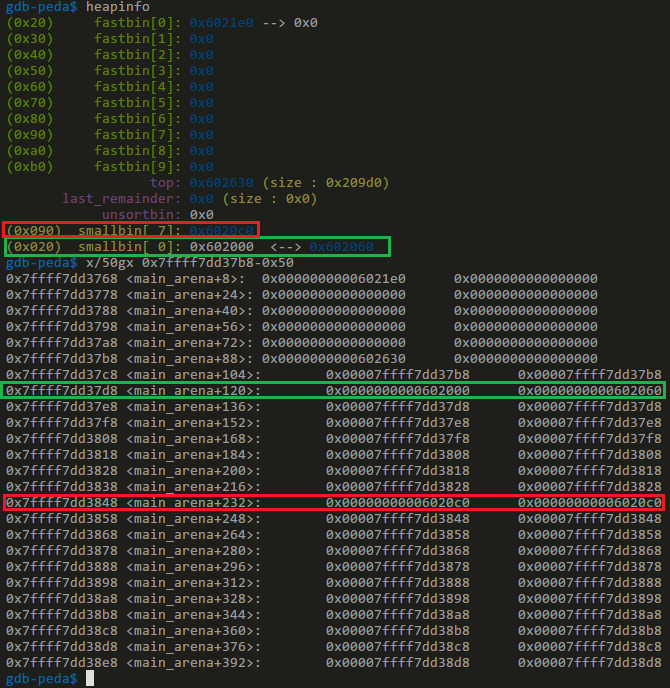 gdb-peda$ heapinfo
(0x20)     fastbin[0]: 0x6021e0 --> 0x0
(0x30)     fastbin[1]: 0x0
(0x40)     fastbin[2]: 0x0
(0x50)     fastbin[3]: 0x0
(0x60)     fastbin[4]: 0x0
(0x70)     fastbin[5]: 0x0
(0x80)     fastbin[6]: 0x0
(0x90)     fastbin[7]: 0x0
(0xa0)     fastbin[8]: 0x0
(0xb0)     fastbin[9]: 0x0
top: 0x602630 (size : 0x209d0)
last_remainder: 0x0 (size : 0x0)
unsortbin: 0x0
(0x090)  smallbin[ 7]: 0x6020c0
(0x020)  smallbin[ 0]: 0x602000  <--> 0x602060
gdb-peda$ x/50gx 0x7ffff7dd37b8-0x50
0x7ffff7dd3768 <main_arena+8>:  0x00000000006021e0      0x0000000000000000
0x7ffff7dd3778 <main_arena+24>: 0x0000000000000000      0x0000000000000000
0x7ffff7dd3788 <main_arena+40>: 0x0000000000000000      0x0000000000000000
0x7ffff7dd3798 <main_arena+56>: 0x0000000000000000      0x0000000000000000
0x7ffff7dd37a8 <main_arena+72>: 0x0000000000000000      0x0000000000000000
0x7ffff7dd37b8 <main_arena+88>: 0x0000000000602630      0x0000000000000000
0x7ffff7dd37c8 <main_arena+104>:        0x00007ffff7dd37b8      0x00007ffff7dd37b8
0x7ffff7dd37d8 <main_arena+120>:        0x0000000000602000      0x0000000000602060
0x7ffff7dd37e8 <main_arena+136>:        0x00007ffff7dd37d8      0x00007ffff7dd37d8
0x7ffff7dd37f8 <main_arena+152>:        0x00007ffff7dd37e8      0x00007ffff7dd37e8
0x7ffff7dd3808 <main_arena+168>:        0x00007ffff7dd37f8      0x00007ffff7dd37f8
0x7ffff7dd3818 <main_arena+184>:        0x00007ffff7dd3808      0x00007ffff7dd3808
0x7ffff7dd3828 <main_arena+200>:        0x00007ffff7dd3818      0x00007ffff7dd3818
0x7ffff7dd3838 <main_arena+216>:        0x00007ffff7dd3828      0x00007ffff7dd3828
0x7ffff7dd3848 <main_arena+232>:        0x00000000006020c0      0x00000000006020c0
0x7ffff7dd3858 <main_arena+248>:        0x00007ffff7dd3848      0x00007ffff7dd3848
0x7ffff7dd3868 <main_arena+264>:        0x00007ffff7dd3858      0x00007ffff7dd3858
0x7ffff7dd3878 <main_arena+280>:        0x00007ffff7dd3868      0x00007ffff7dd3868
0x7ffff7dd3888 <main_arena+296>:        0x00007ffff7dd3878      0x00007ffff7dd3878
0x7ffff7dd3898 <main_arena+312>:        0x00007ffff7dd3888      0x00007ffff7dd3888
0x7ffff7dd38a8 <main_arena+328>:        0x00007ffff7dd3898      0x00007ffff7dd3898
0x7ffff7dd38b8 <main_arena+344>:        0x00007ffff7dd38a8      0x00007ffff7dd38a8
0x7ffff7dd38c8 <main_arena+360>:        0x00007ffff7dd38b8      0x00007ffff7dd38b8
0x7ffff7dd38d8 <main_arena+376>:        0x00007ffff7dd38c8      0x00007ffff7dd38c8
0x7ffff7dd38e8 <main_arena+392>:        0x00007ffff7dd38d8      0x00007ffff7dd38d8
gdb-peda$